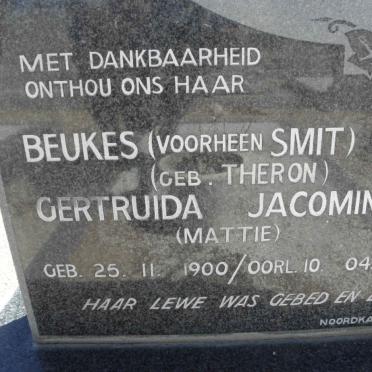 MET DANKBAARHEID
ONTHOU ONS HAAR
BEUKES (VOORHEEN SMIT)
(GEB. THERON)
GERTRUIDA JACOMIN
(MATTIE)
GEB. 25. 11. 1900/OORL. 10. 04.
HAAR LEWE WAS GEBED EN
NOORDKA